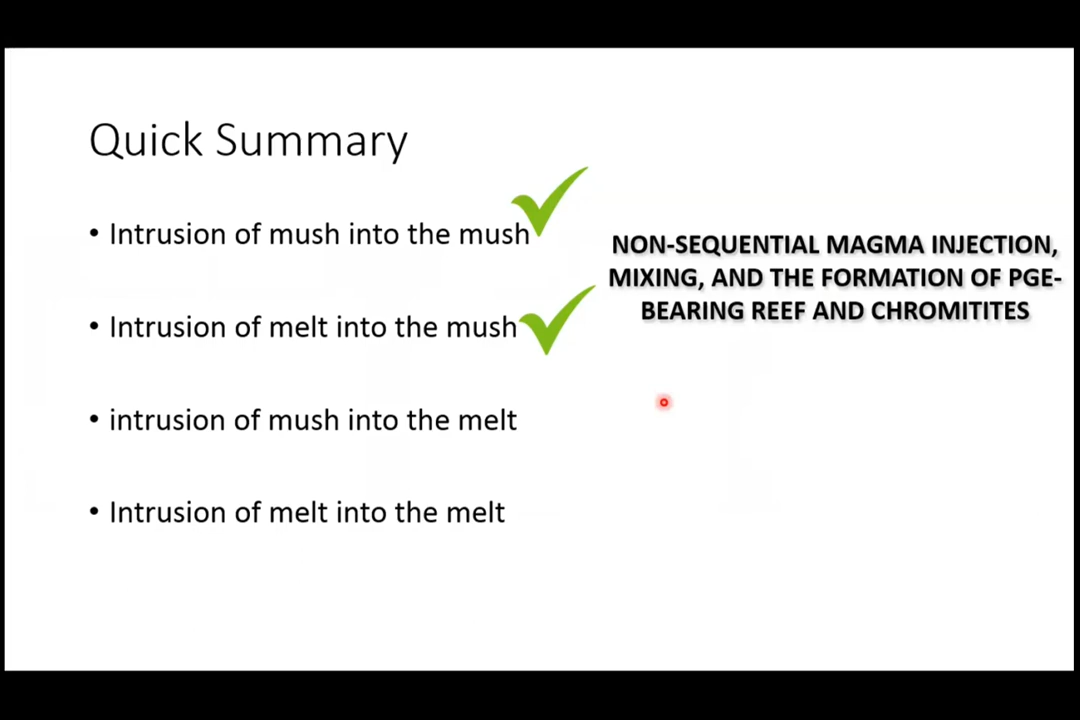 Quick Summary
• Intrusion of mush into the mush
• Intrusion of melt into the mush
• intrusion of mush into the melt
• Intrusion of melt into the melt
NON-SEQUENTIAL MAGMA INJECTION,
MIXING, AND THE FORMATION OF PGE-
BEARING REEF AND CHROMITITES